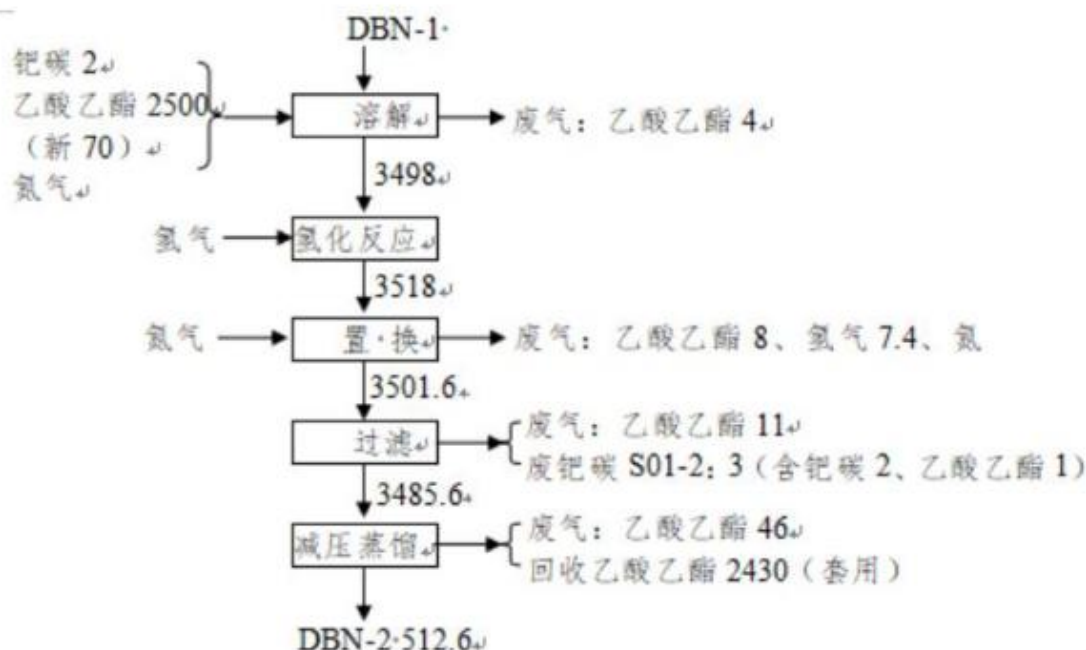 DBN-1
钯碳 2
乙酸乙酯 2500
（新 70）
氮气
溶解
废气：乙酸乙酯 4
3498
氢气
氢化反应
3518
氮气
置·换
废气：乙酸乙酯 8、氢气 7.4、氮
3501.6
过滤
废气：乙酸乙酯 11
废钯碳 S01-2：3（含钯碳 2、乙酸乙酯 1）
3485.6
减压蒸馏
废气：乙酸乙酯 46
回收乙酸乙酯 2430（套用）
DBN-2·512.6